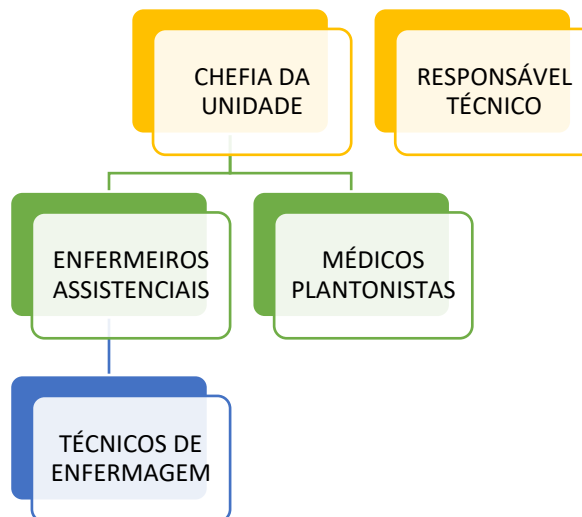 CHEFIA DA
UNIDADE
RESPONSÁVEL
TÉCNICO
ENFERMEIROS
ASSISTENCIAIS
MÉDICOS
PLANTONISTAS
TÉCNICOS DE
ENFERMAGEM